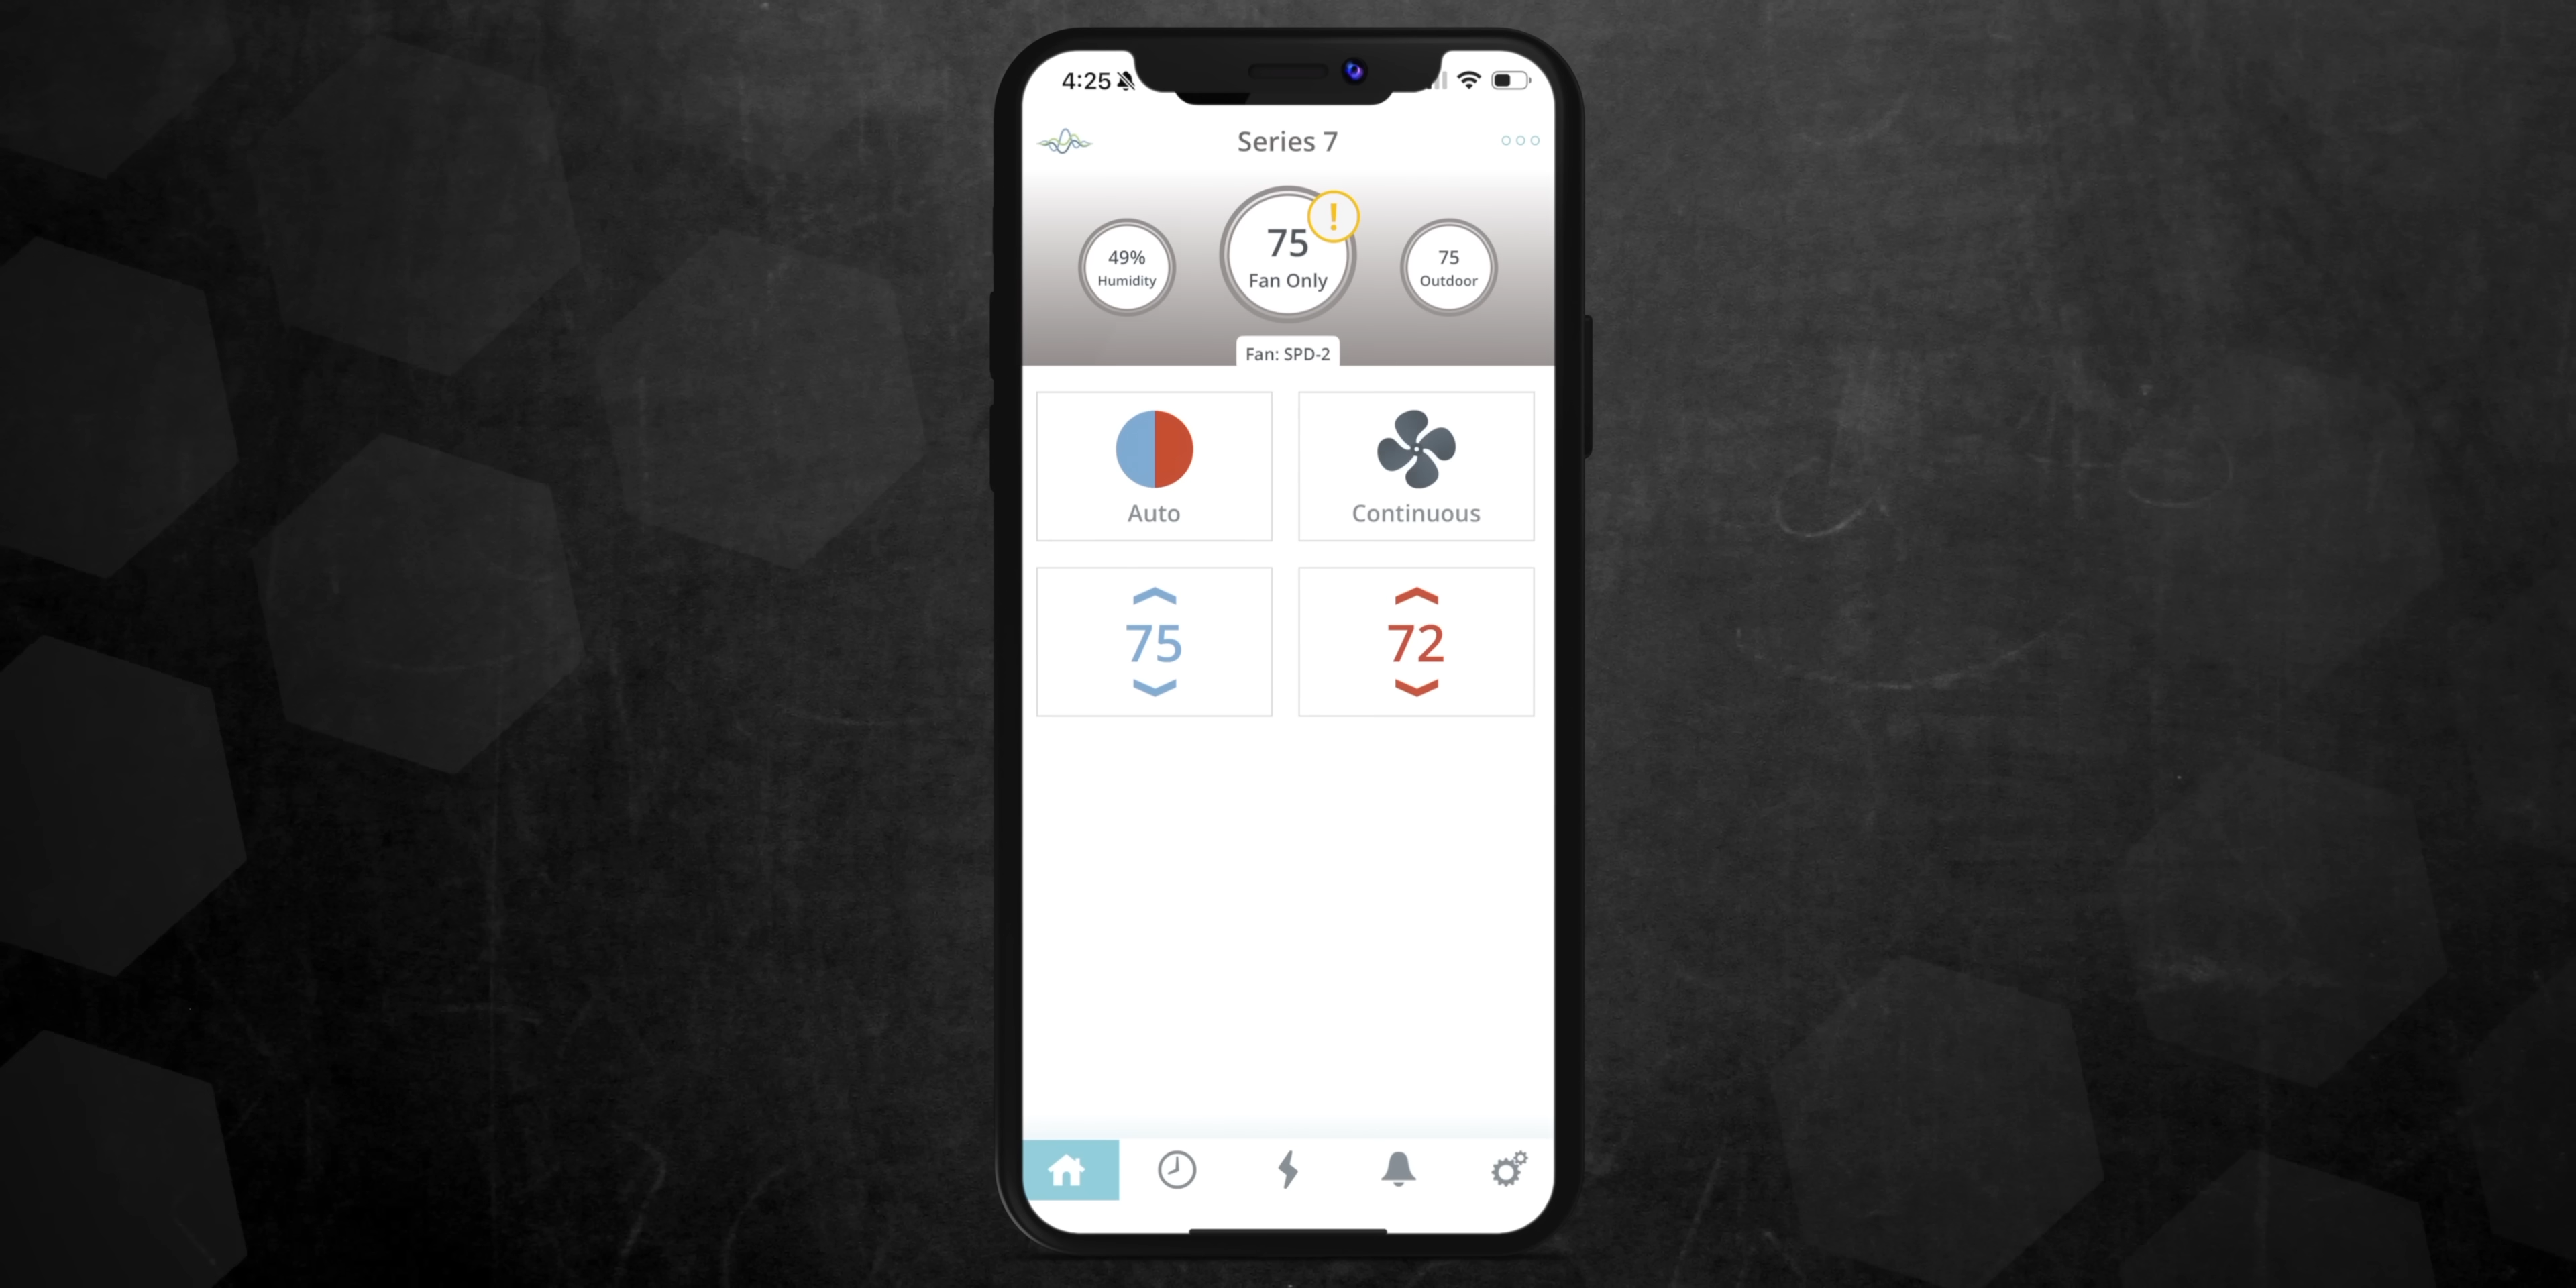 4:25
Series 7
49%
Humidity
75
!
Fan Only
75
Outdoor
Fan: SPD-2
Auto
Continuous
75
72